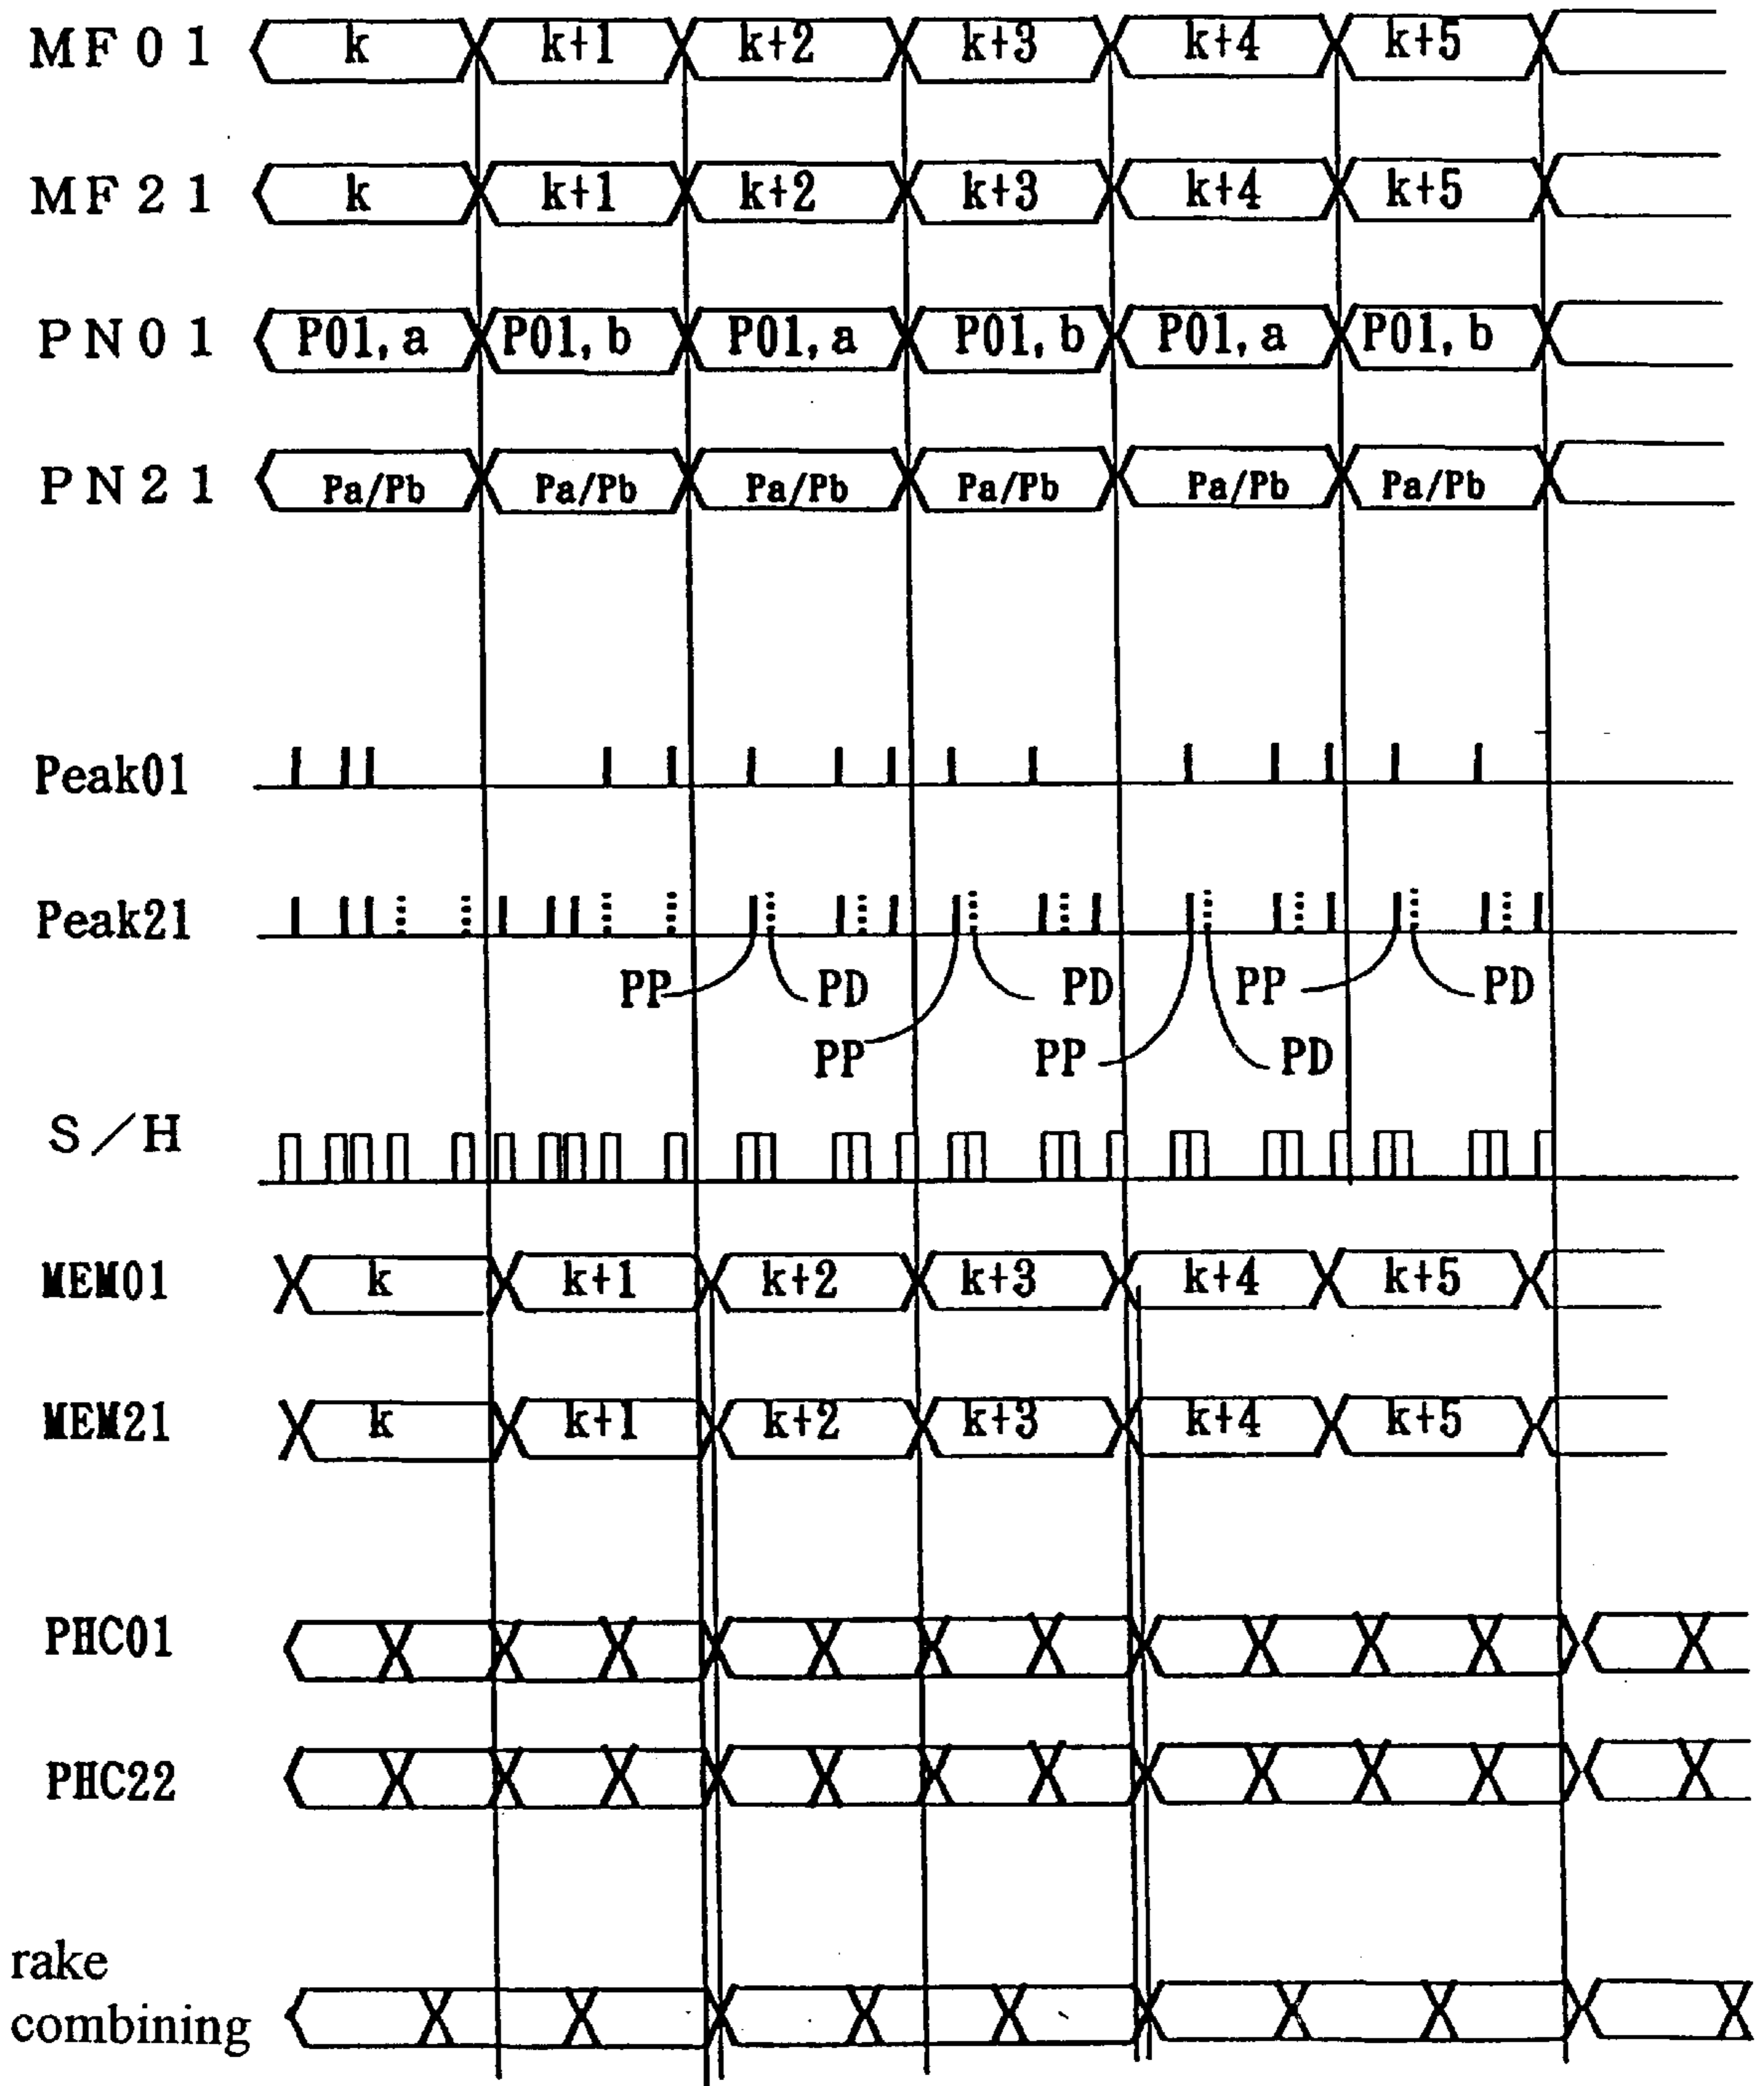 MF01 k k+1 k+2 k+3 k+4 k+5
MF21 k k+1 k+2 k+3 k+4 k+5
PN01 P01, a P01, b P01, a P01, b P01, a P01, b
PN21 Pa/Pb Pa/Pb Pa/Pb Pa/Pb Pa/Pb Pa/Pb
Peak01
Peak21
PP PD PD PP PD
PP PP PD
S/H
MEM01 k k+1 k+2 k+3 k+4 k+5
MEM21 k k+1 k+2 k+3 k+4 k+5
PHC01
PHC22
rake
combining